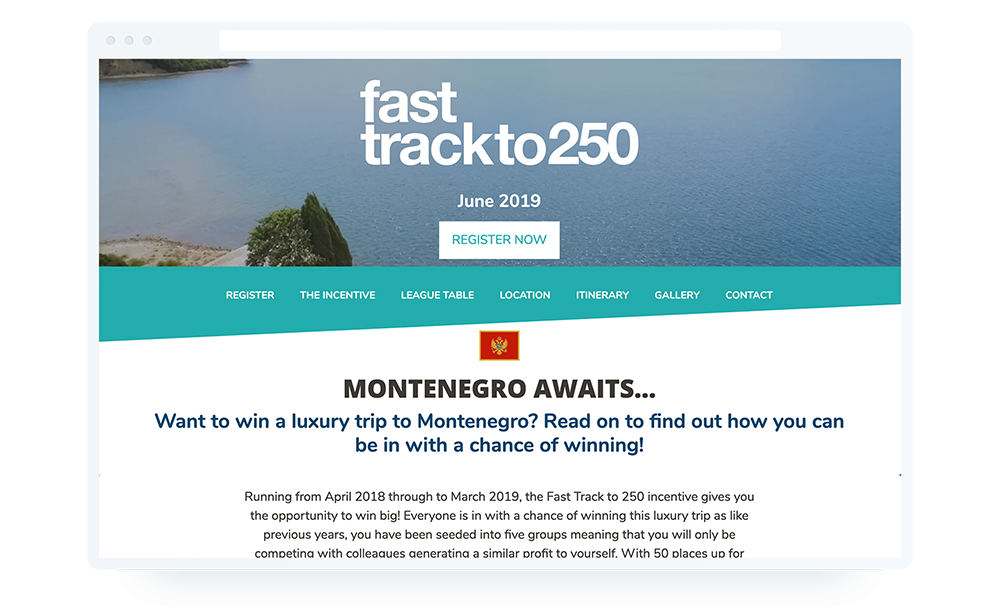 fast
trackto250
June 2019
REGISTER NOW
REGISTER THE INCENTIVE LEAGUE TABLE LOCATION ITINERARY GALLERY CONTACT
MONTENEGRO AWAITS...
Want to win a luxury trip to Montenegro? Read on to find out how you can
be in with a chance of winning!
Running from April 2018 through to March 2019, the Fast Track to 250 incentive gives you
the opportunity to win big! Everyone is in with a chance of winning this luxury trip as like
previous years, you have been seeded into five groups meaning that you will only be
competing with colleagues generating a similar profit to yourself. With 50 places up for